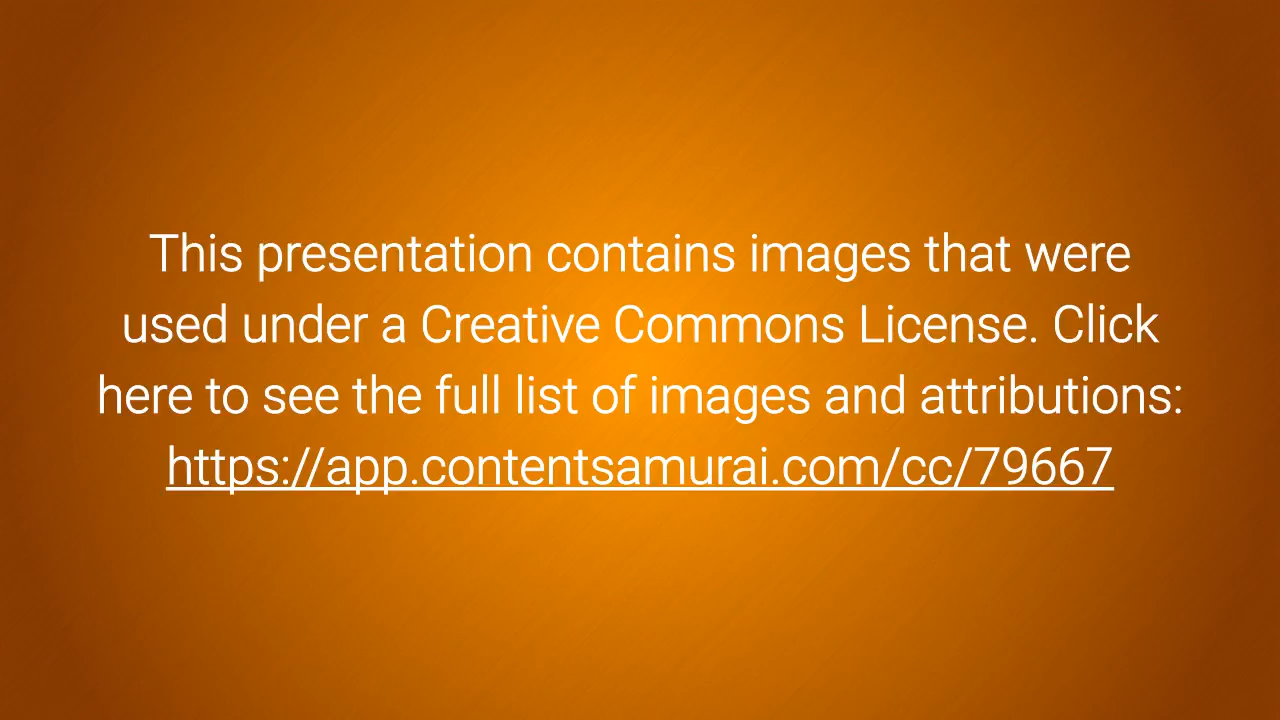 This presentation contains images that were
used under a Creative Commons License. Click
here to see the full list of images and attributions:
https://app.contentsamurai.com/cc/79667